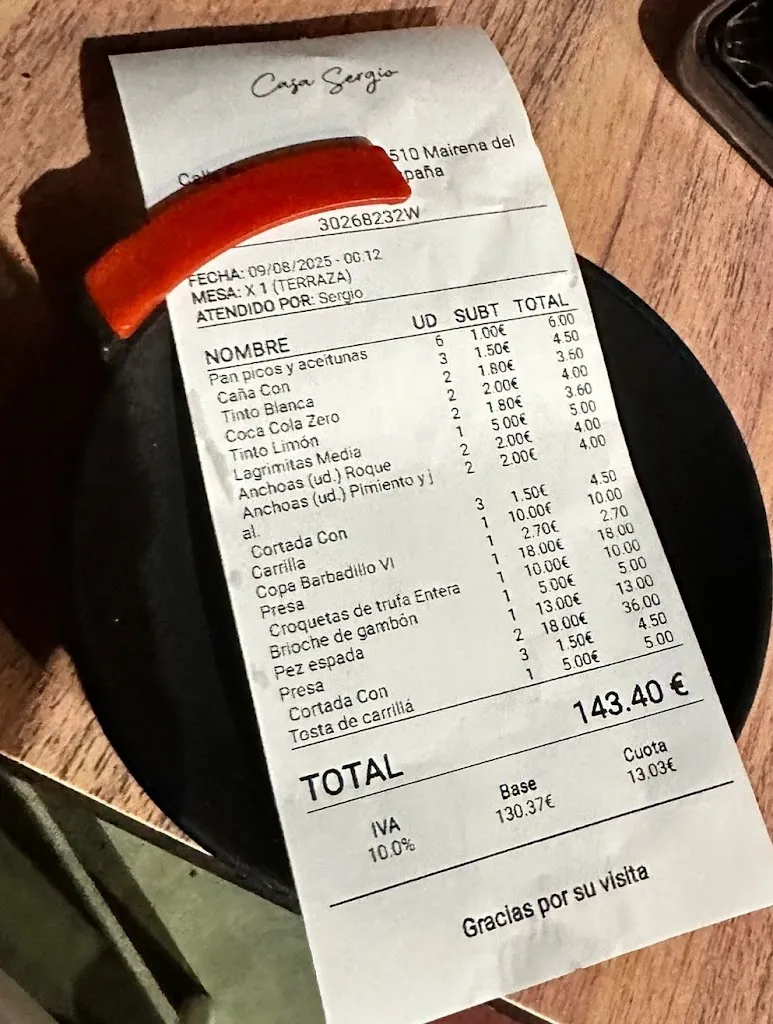 Casa Sergio
510 Mairena del
paña
30268232W
FECHA: 09/08/2025 - 00:12
MESA: X 1 (TERRAZA)
ATENDIDO POR: Sergio
NOMBRE UD SUBT TOTAL
Pan picos y aceitunas 6 1.00€ 6.00
Caña Con 3 1.50€ 4.50
Tinto Blanca 2 1.80€ 3.60
Coca Cola Zero 2 2.00€ 4.00
Tinto Limón 2 1.80€ 3.60
Lagrimitas Media 1 5.00€ 5.00
Anchoas (ud.) Roque 2 2.00€ 4.00
Anchoas (ud.) Pimiento y j 2 2.00€ 4.00
al.
Cortada Con 3 1.50€ 4.50
Carrilla 1 10.00€ 10.00
Copa Barbadillo VI 1 2.70€ 2.70
Presa 1 18.00€ 18.00
Croquetas de trufa Entera 1 10.00€ 10.00
Brioche de gambón 1 5.00€ 5.00
Pez espada 1 13.00€ 13.00
Presa 2 18.00€ 36.00
Cortada Con 3 1.50€ 4.50
Tosta de carrillá 1 5.00€ 5.00
TOTAL 143.40 €
IVA Base Cuota
10.0% 130.37€ 13.03€
Gracias por su visita